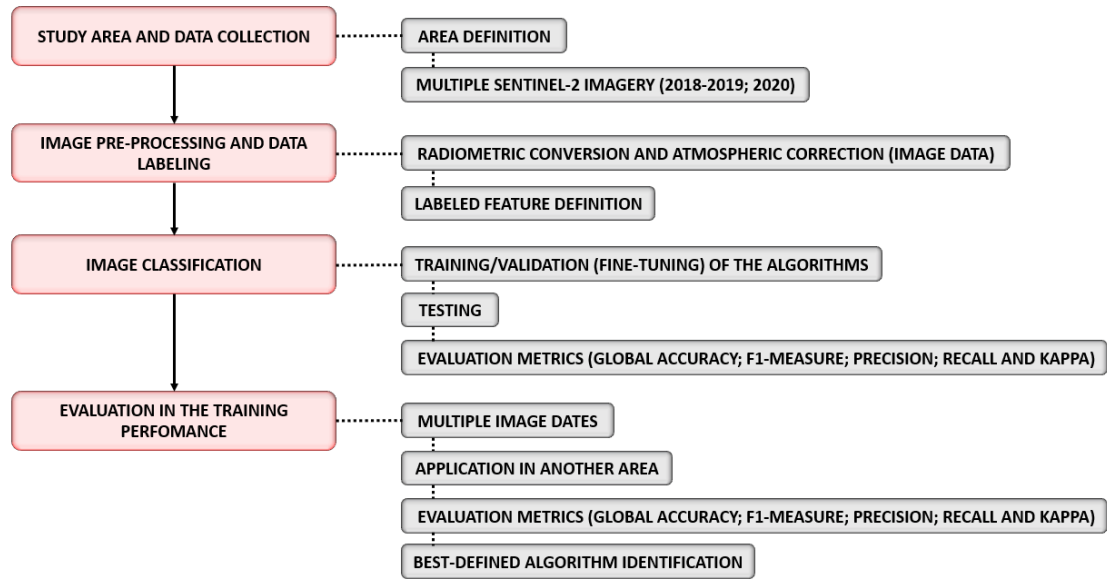 STUDY AREA AND DATA COLLECTION
AREA DEFINITION
MULTIPLE SENTINEL-2 IMAGERY (2018-2019; 2020)
IMAGE PRE-PROCESSING AND DATA
LABELING
RADIOMETRIC CONVERSION AND ATMOSPHERIC CORRECTION (IMAGE DATA)
LABELED FEATURE DEFINITION
IMAGE CLASSIFICATION
TRAINING/VALIDATION (FINE-TUNING) OF THE ALGORITHMS
TESTING
EVALUATION METRICS (GLOBAL ACCURACY; F1-MEASURE; PRECISION; RECALL AND KAPPA)
EVALUATION IN THE TRAINING
PERFOMANCE
MULTIPLE IMAGE DATES
APPLICATION IN ANOTHER AREA
EVALUATION METRICS (GLOBAL ACCURACY; F1-MEASURE; PRECISION; RECALL AND KAPPA)
BEST-DEFINED ALGORITHM IDENTIFICATION